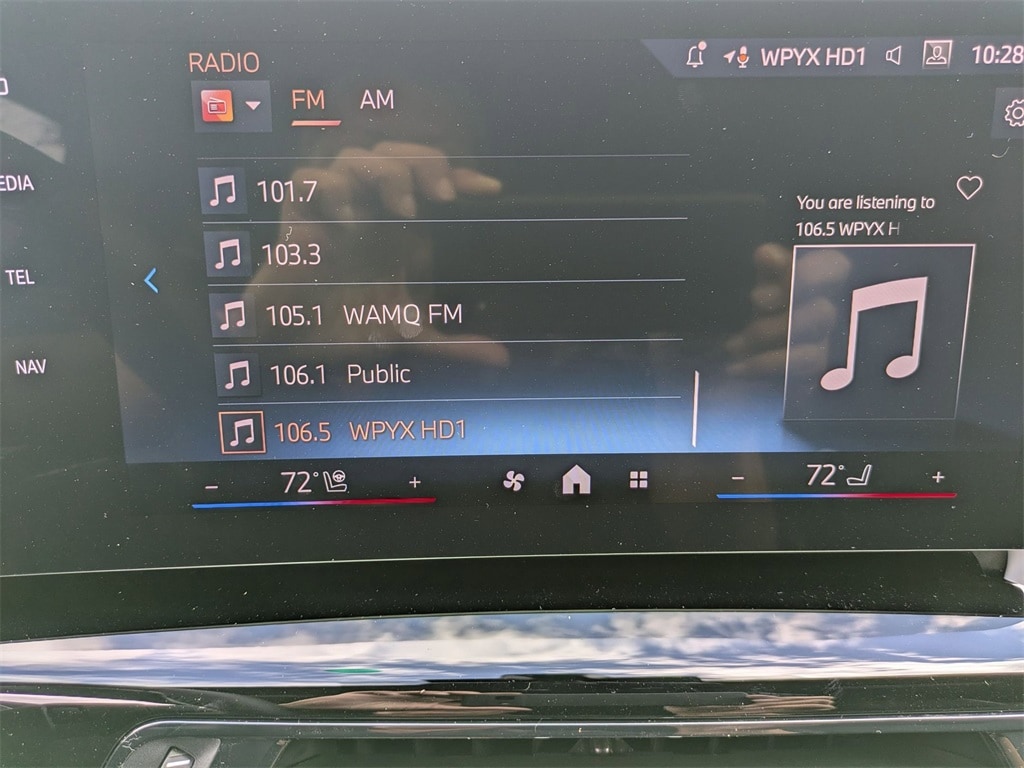 RADIO
WPYX HD1 10:28
FM AM
EDIA
101.7
You are listening to
106.5 WPYX H
103.3
TEL
105.1 WAMQ FM
NAV
106.1 Public
106.5 WPYX HD1
− 72° +
− 72° +